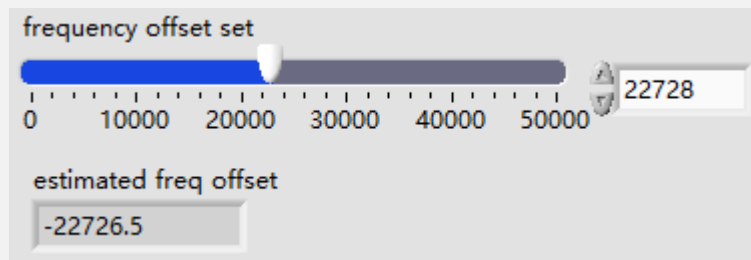 frequency offset set
22728
0 10000 20000 30000 40000 50000
estimated freq offset
-22726.5